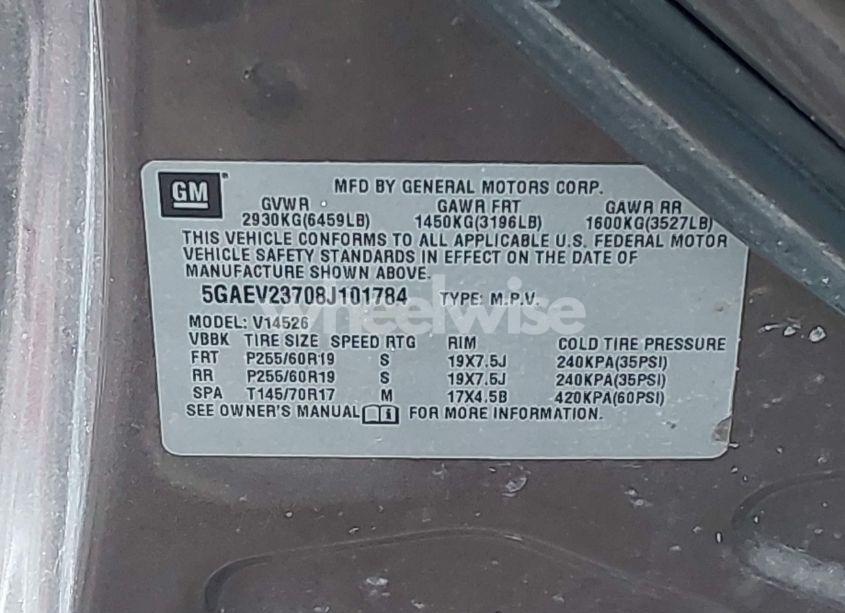 GM
MFD BY GENERAL MOTORS CORP.
GVWR GAWR FRT GAWR RR
2930KG(6459LB) 1450KG(3196LB) 1600KG(3527LB)
THIS VEHICLE CONFORMS TO ALL APPLICABLE U.S. FEDERAL MOTOR
VEHICLE SAFETY STANDARDS IN EFFECT ON THE DATE OF
MANUFACTURE SHOWN ABOVE.
5GAEV23708J101784 TYPE: M.P.V.
wheelwise
MODEL: V14526
VBBK TIRE SIZE SPEED RTG RIM COLD TIRE PRESSURE
FRT P255/60R19 S 19X7.5J 240KPA(35PSI)
RR P255/60R19 S 19X7.5J 240KPA(35PSI)
SPA T145/70R17 M 17X4.5B 420KPA(60PSI)
SEE OWNER'S MANUAL i FOR MORE INFORMATION.